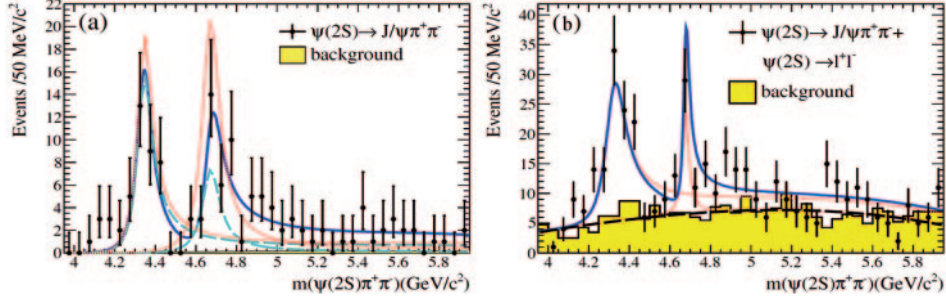 Events /50 MeV/c²
22
20
18
16
14
12
10
8
6
4
2
0
(a)
ψ(2S)→ J/ψπ⁺π⁻
background
4 4.2 4.4 4.6 4.8 5 5.2 5.4 5.6 5.8
m(ψ(2S)π⁺π⁻)(GeV/c²)
Events /50 MeV/c²
40
35
30
25
20
15
10
5
0
(b)
ψ(2S)→ J/ψπ⁺π⁻+
ψ(2S)→l⁺l⁻
background
4 4.2 4.4 4.6 4.8 5 5.2 5.4 5.6 5.8
m(ψ(2S)π⁺π⁻)(GeV/c²)